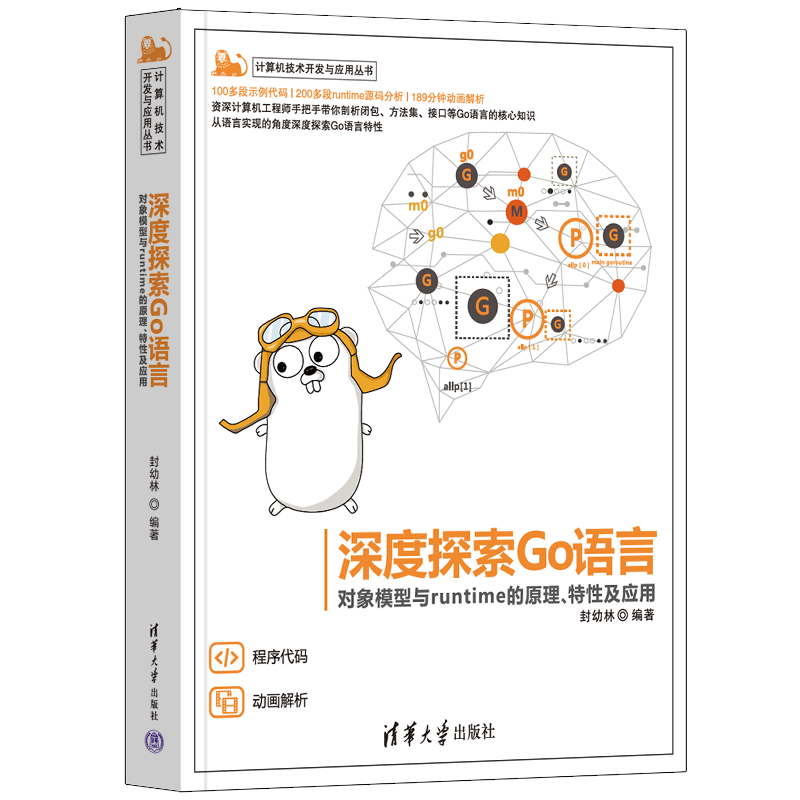 计算机技术
开发与应用丛书
深度探索Go语言
对象模型与runtime的原理、特性及应用
封幼林 ◎ 编著
清华大学出版社
计算机技术开发与应用丛书
100多段示例代码 | 200多段runtime源码分析 | 189分钟动画解析
资深计算机工程师手把手带你剖析闭包、方法集、接口等Go语言的核心知识
从语言实现的角度深度探索Go语言特性
g0
G
G
m0
m0
M
g0
P
G
allp [ 0 ]
main goroutine
G
G
P
G
allp [ 1 ]
P
allp[1]
深度探索Go语言
对象模型与runtime的原理、特性及应用
封幼林 ◎ 编著
</>
程序代码
动画解析
清华大学出版社